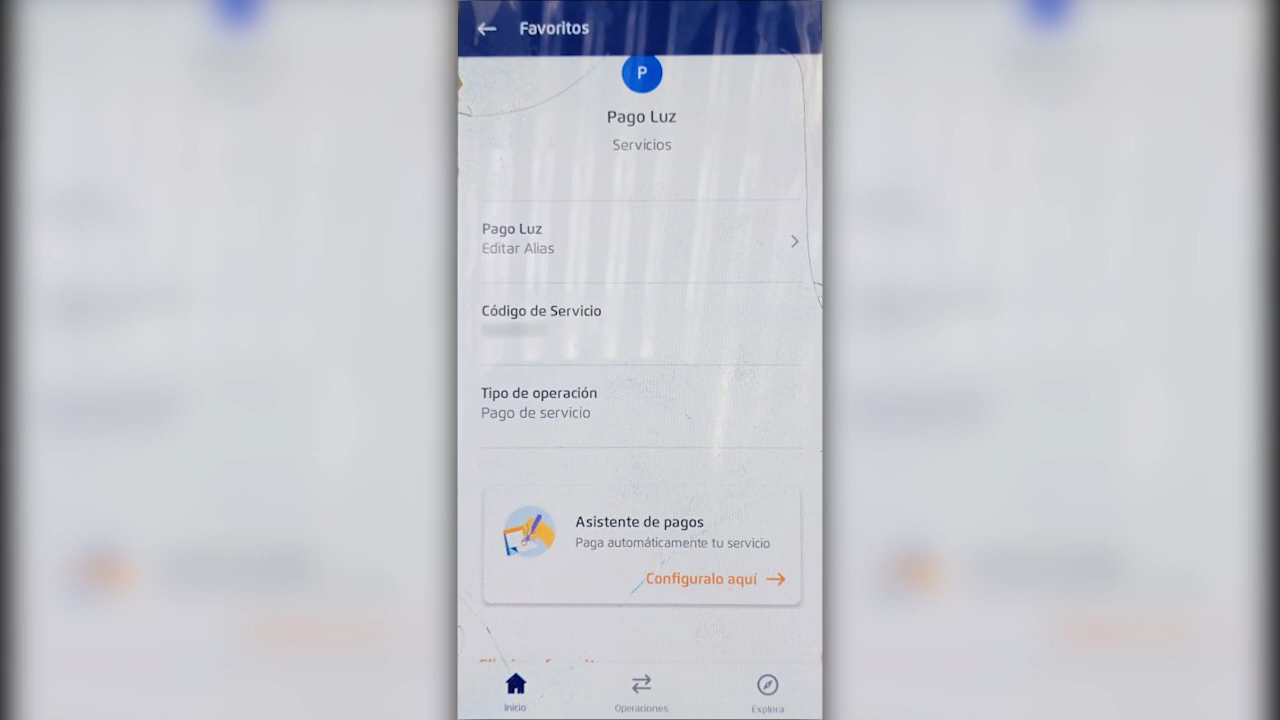 Favoritos
P
Pago Luz
Servicios
Pago Luz
Editar Alias
Código de Servicio
Tipo de operación
Pago de servicio
Asistente de pagos
Paga automáticamente tu servicio
Configuralo aquí
Inicio
Operaciones
Explora